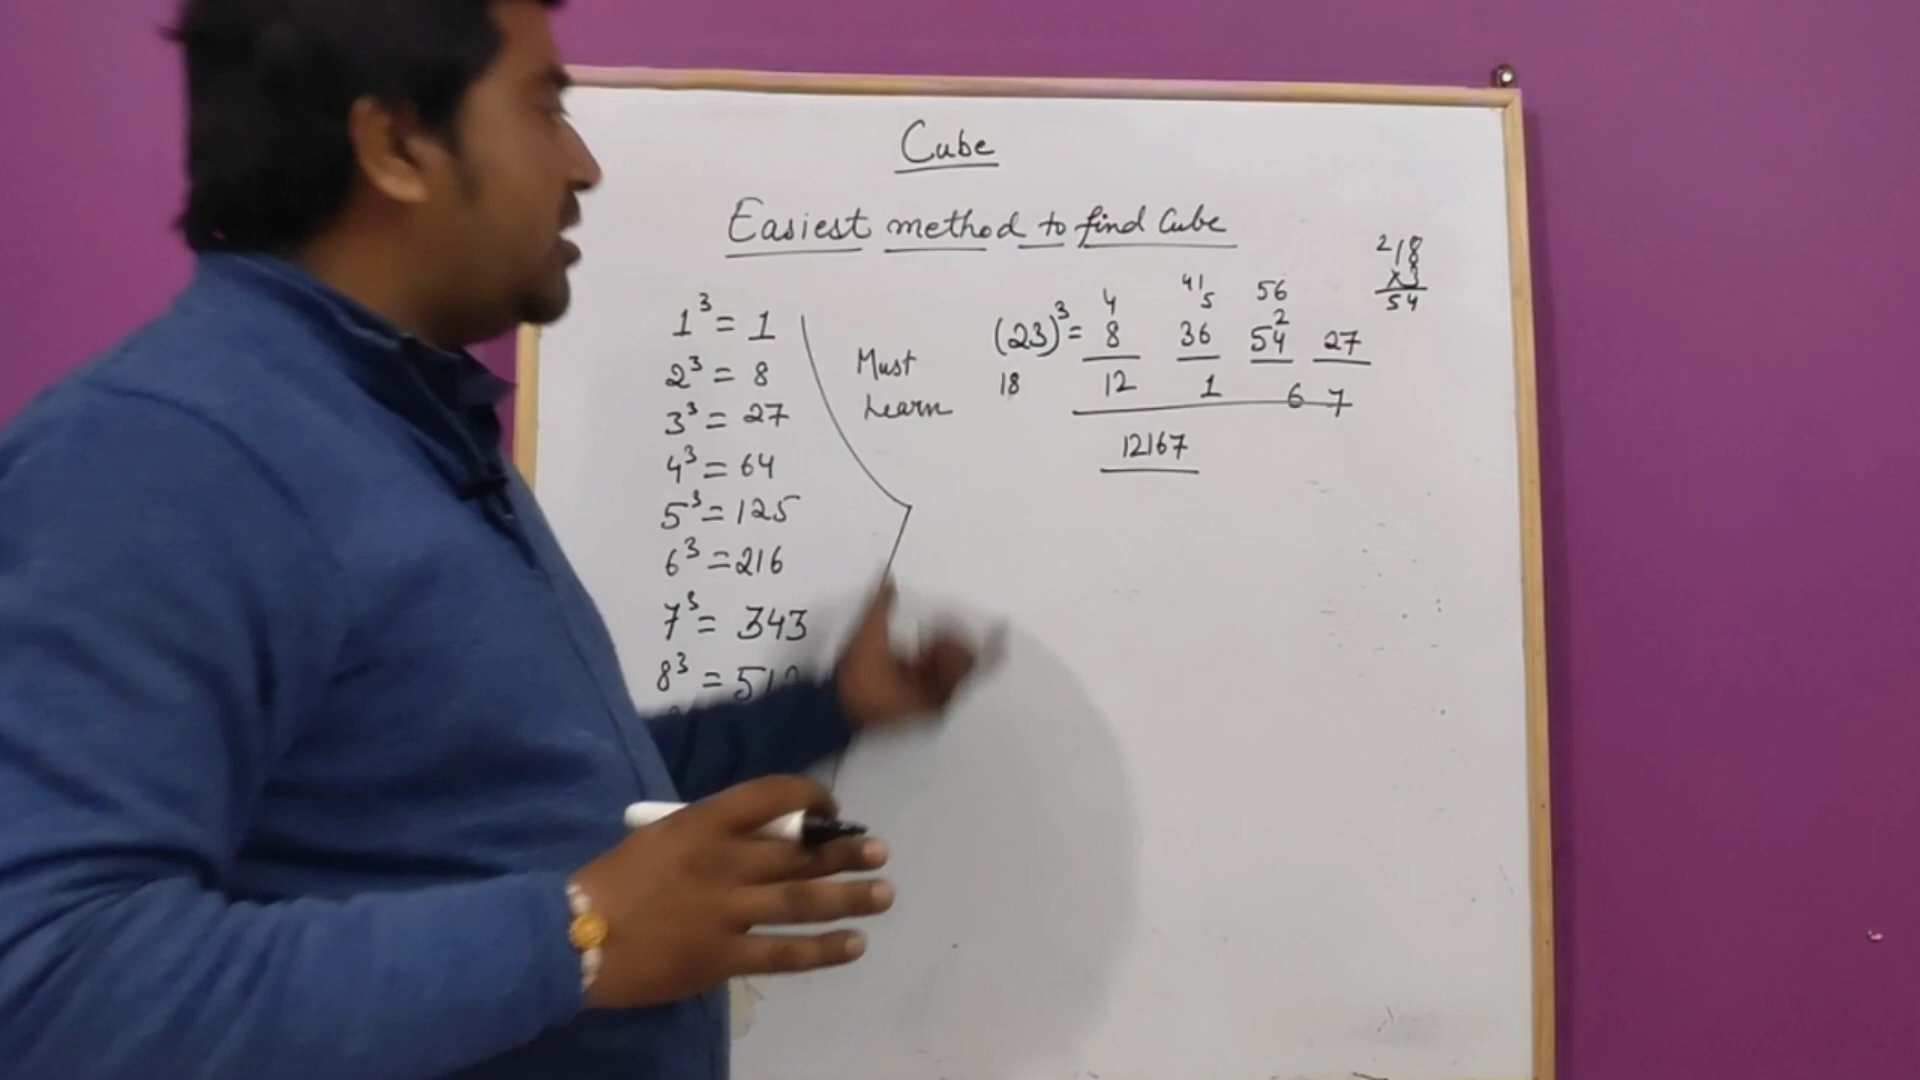 Cube
Easiest method to find Cube
1³ = 1
2³ = 8
3³ = 27
4³ = 64
5³ = 125
6³ = 216
7³ = 343
8³ =
Must
Learn
4 41 5 56
(23)³ = 8 36 54 2 27
18 12 1 6 7
12167
2 18
×3
54